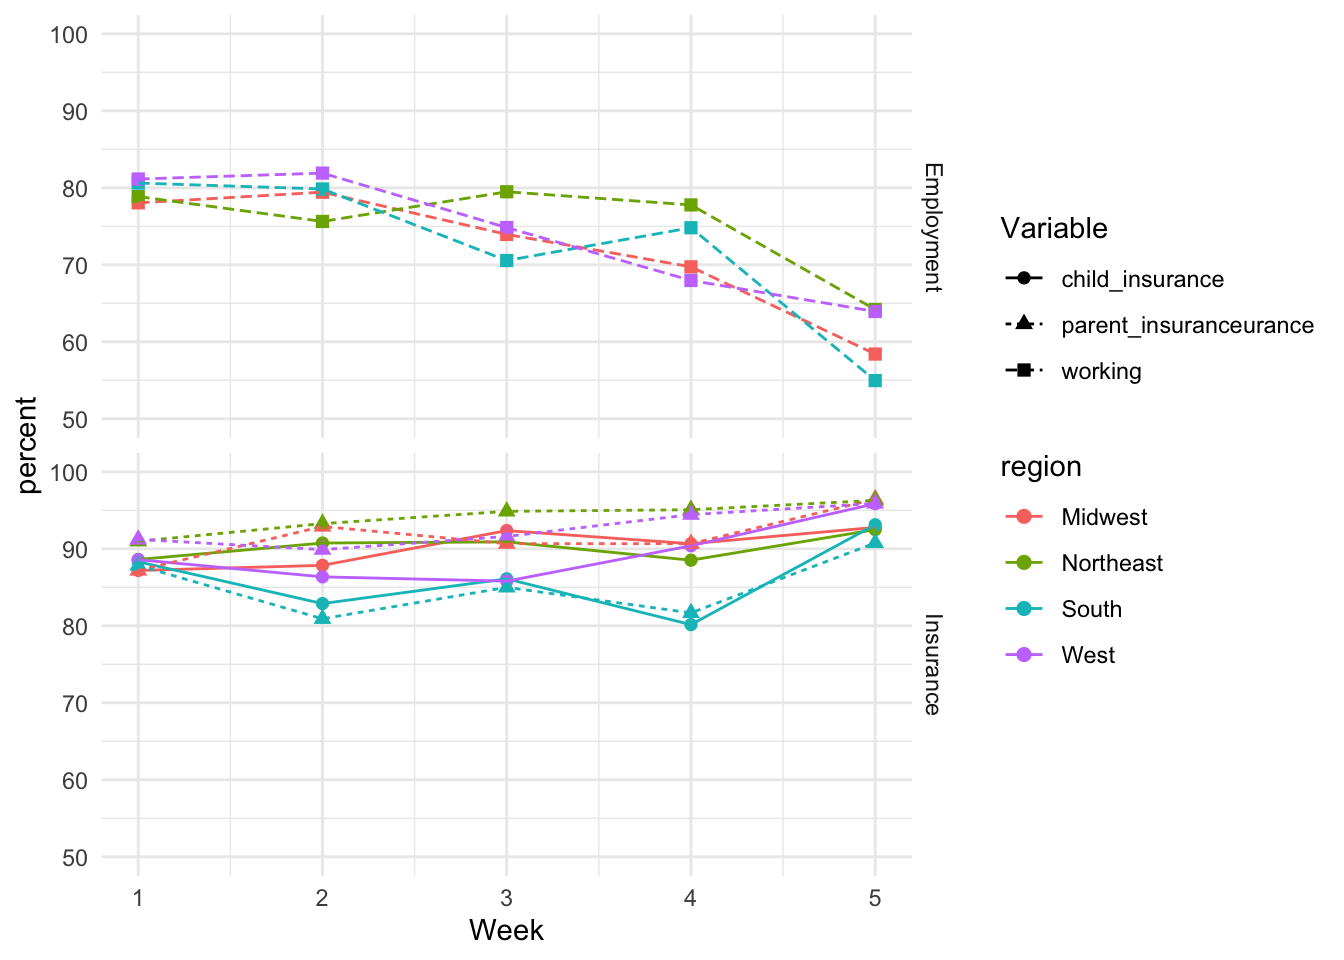 100
90
80
70
60
50
Employment
percent
100
90
80
70
60
50
Insurance
1 2 3 4 5
Week
Variable
child_insurance
parent_insuranceurance
working
region
Midwest
Northeast
South
West